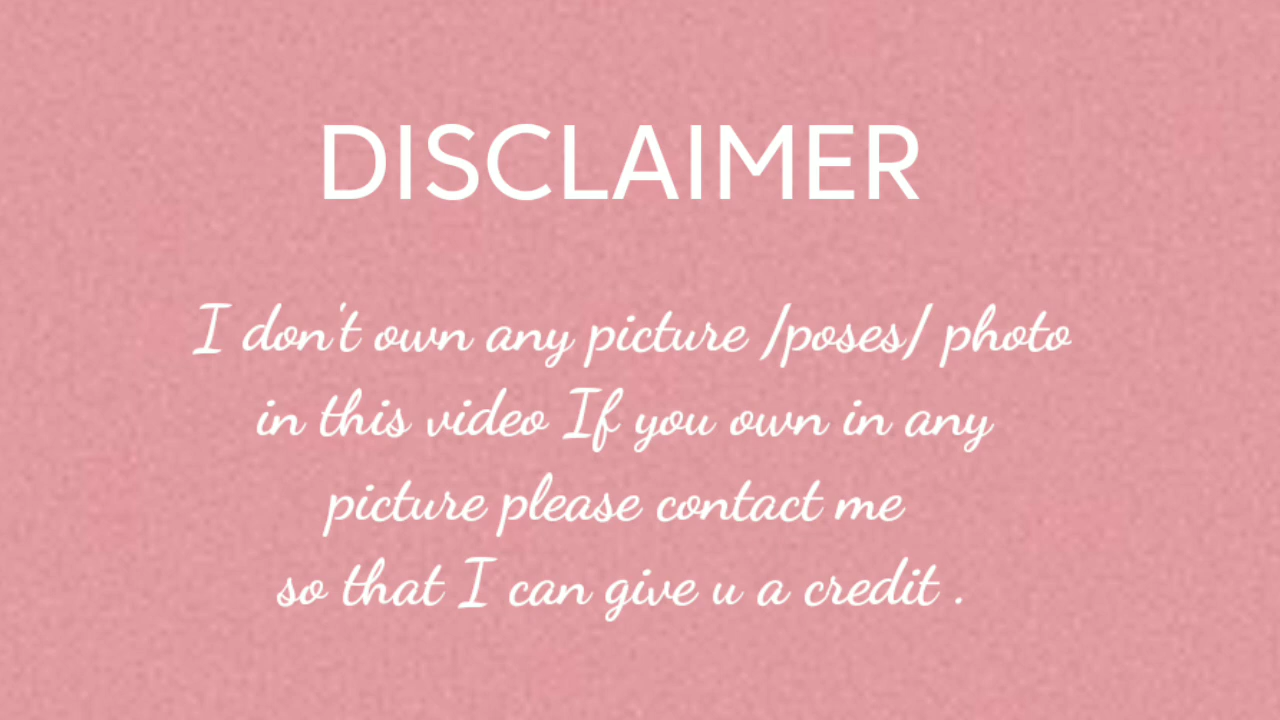 DISCLAIMER
I don't own any picture /poses/ photo
in this video If you own in any
picture please contact me
so that I can give u a credit .